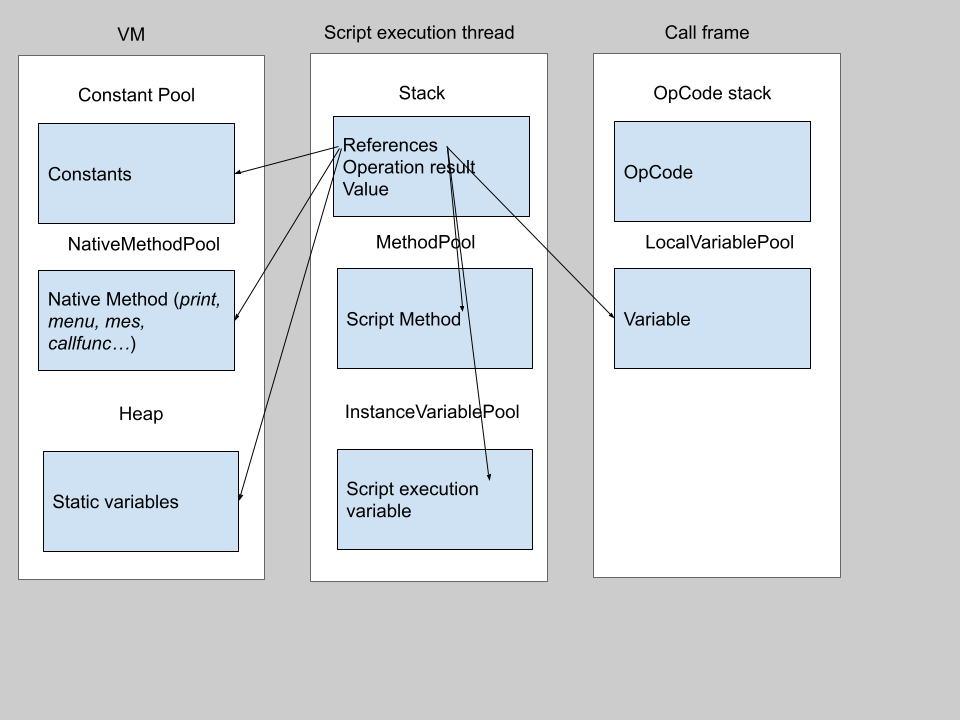 VM
Constant Pool
Constants
NativeMethodPool
Native Method (print,
menu, mes,
callfunc…)
Heap
Static variables
Script execution thread
Stack
References
Operation result
Value
MethodPool
Script Method
InstanceVariablePool
Script execution
variable
Call frame
OpCode stack
OpCode
LocalVariablePool
Variable